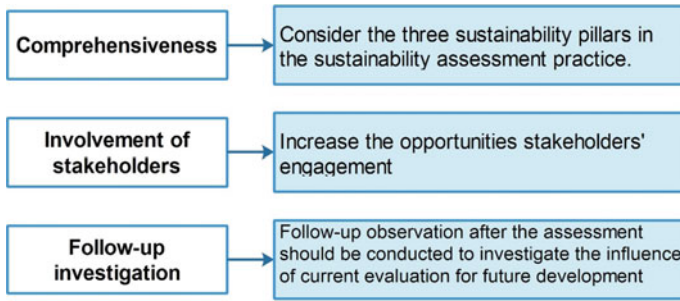 Comprehensiveness
Consider the three sustainability pillars in
the sustainability assessment practice.
Involvement of
stakeholders
Increase the opportunities stakeholders'
engagement
Follow-up
investigation
Follow-up observation after the assessment
should be conducted to investigate the influence
of current evaluation for future development